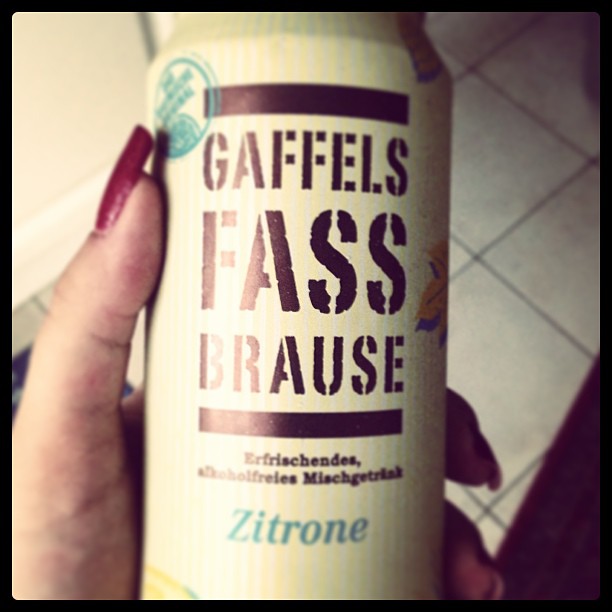 GAFFELS
FASS
BRAUSE
Erfrischendes,
alkoholfreies Mischgetränk
Zitrone